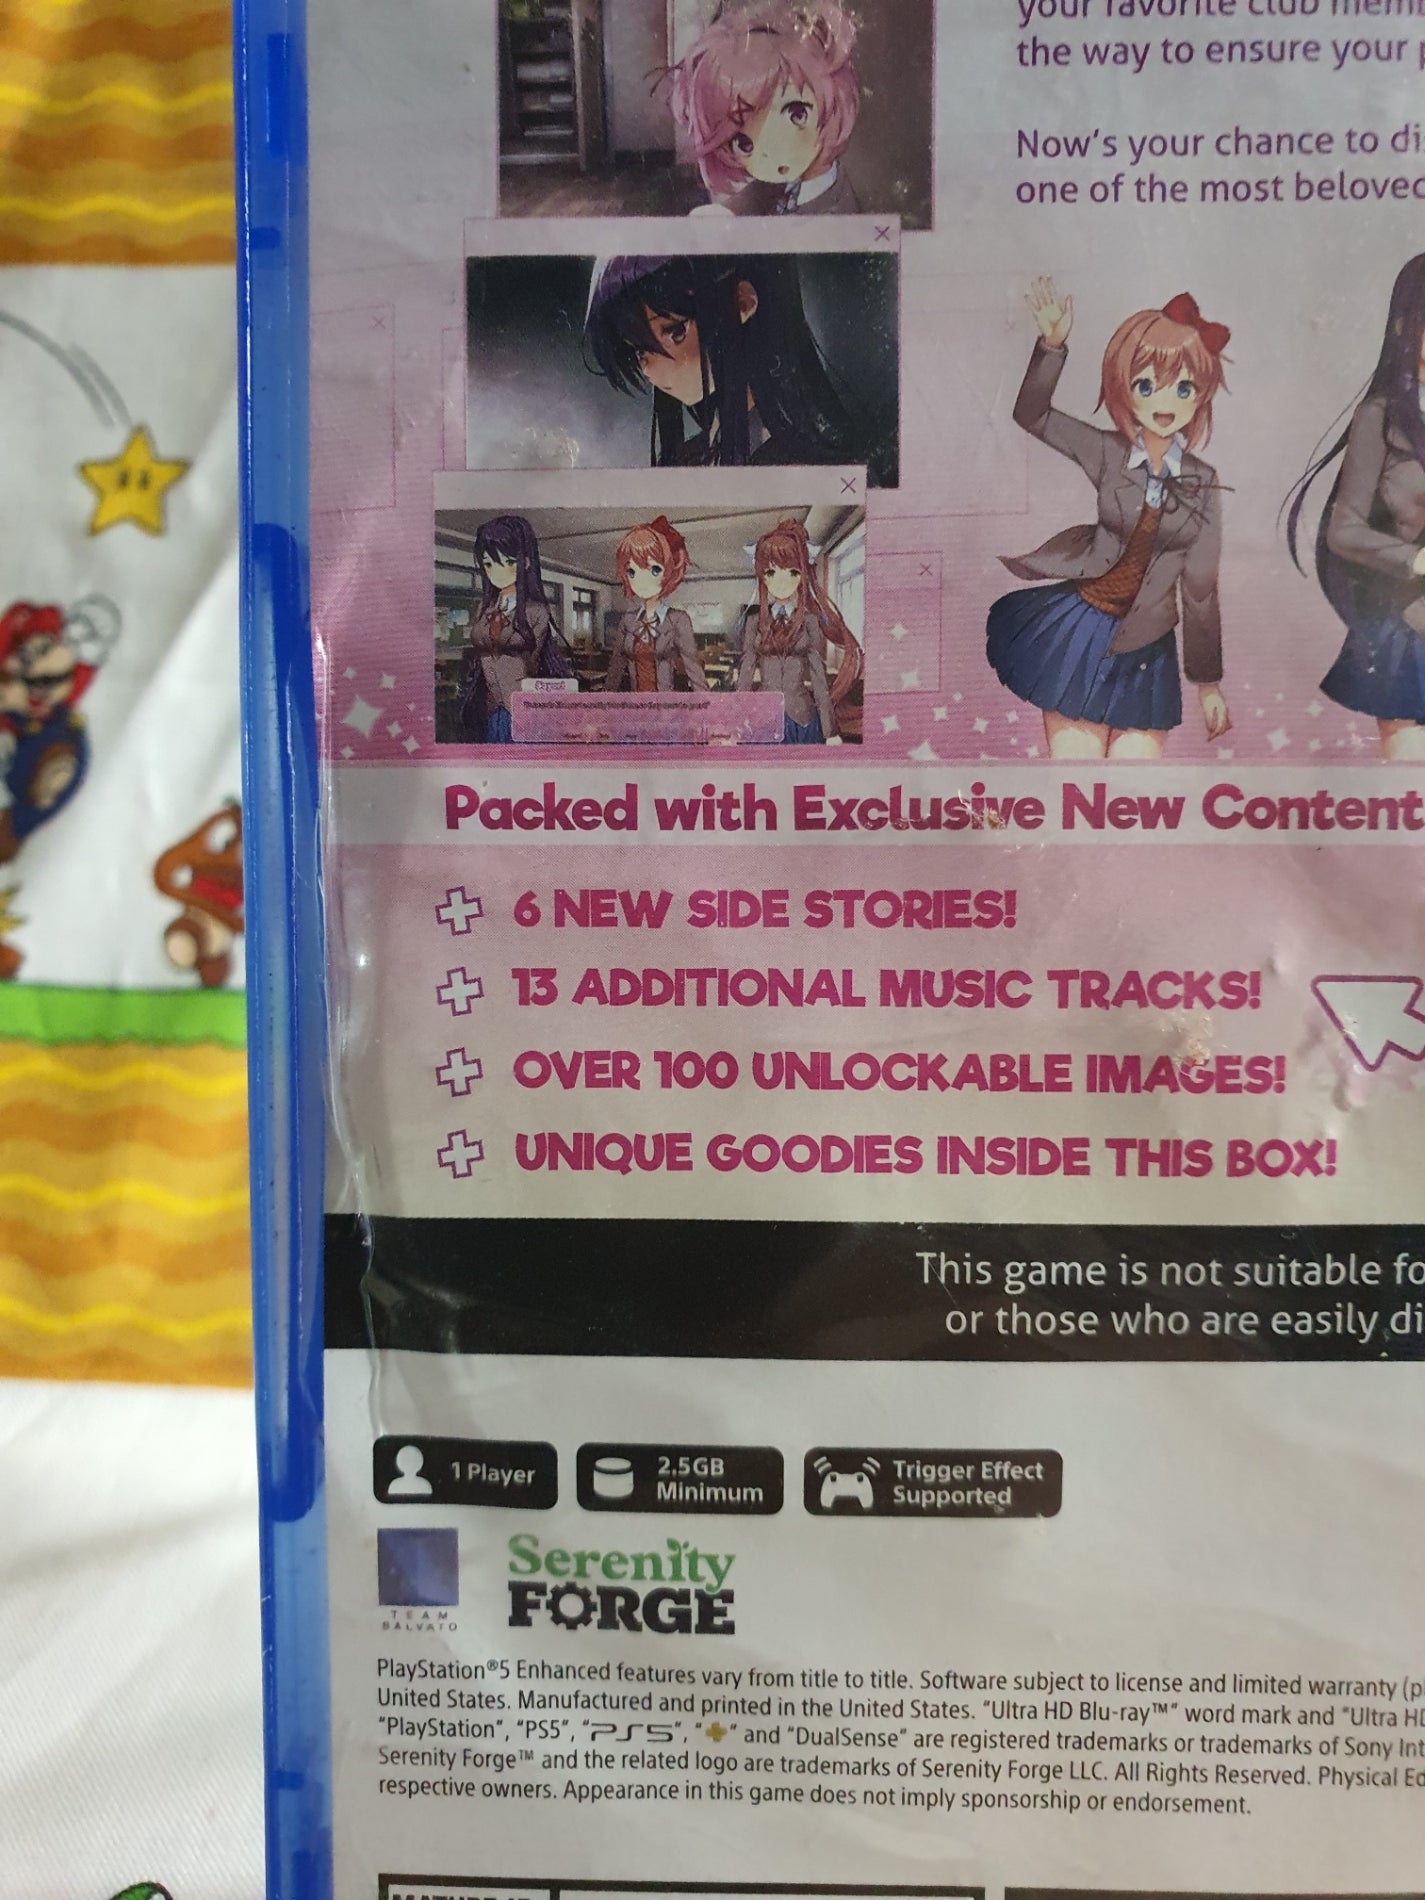 your favorite club
the way to ensure your
Now's your chance to
one of the most
Sayori
Packed with Exclusive New Content
6 NEW SIDE STORIES!
13 ADDITIONAL MUSIC TRACKS!
OVER 100 UNLOCKABLE IMAGES!
UNIQUE GOODIES INSIDE THIS BOX!
This game is not suitable
or those who are easily
1 Player
2.5GB
Minimum
Trigger Effect
Supported
TEAM
SALVATO
Serenity
FORGE
PlayStation®5 Enhanced features vary from title to title. Software subject to license and limited warranty
United States. Manufactured and printed in the United States. "Ultra HD Blu-ray™" word mark and "Ultra
"PlayStation", "PS5", "PS5", " " and "DualSense" are registered trademarks or trademarks of Sony
Serenity Forge™ and the related logo are trademarks of Serenity Forge LLC. All Rights Reserved. Physical
respective owners. Appearance in this game does not imply sponsorship or endorsement.